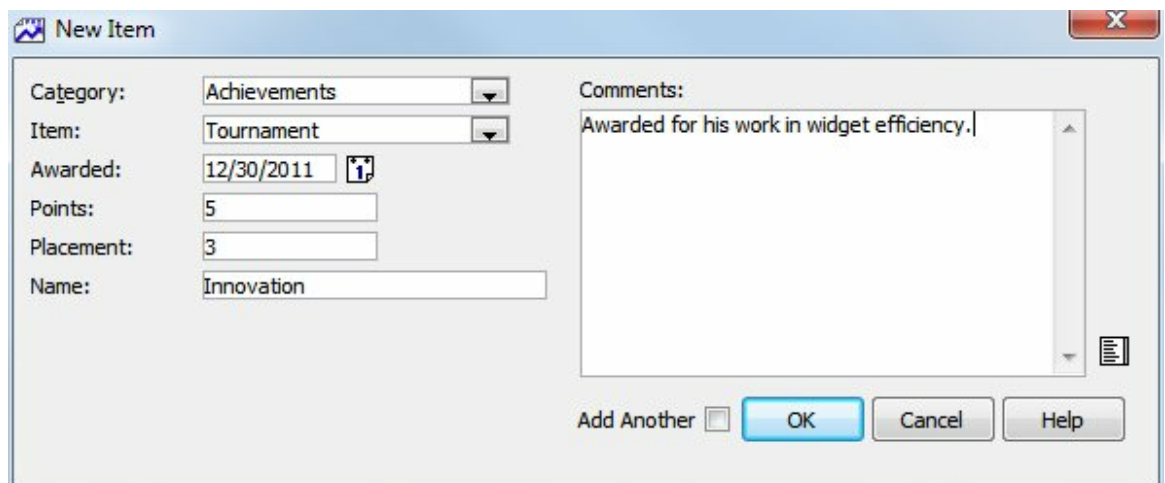 New Item
Category: Achievements
Item: Tournament
Awarded: 12/30/2011
Points: 5
Placement: 3
Name: Innovation
Comments:
Awarded for his work in widget efficiency.
Add Another OK Cancel Help